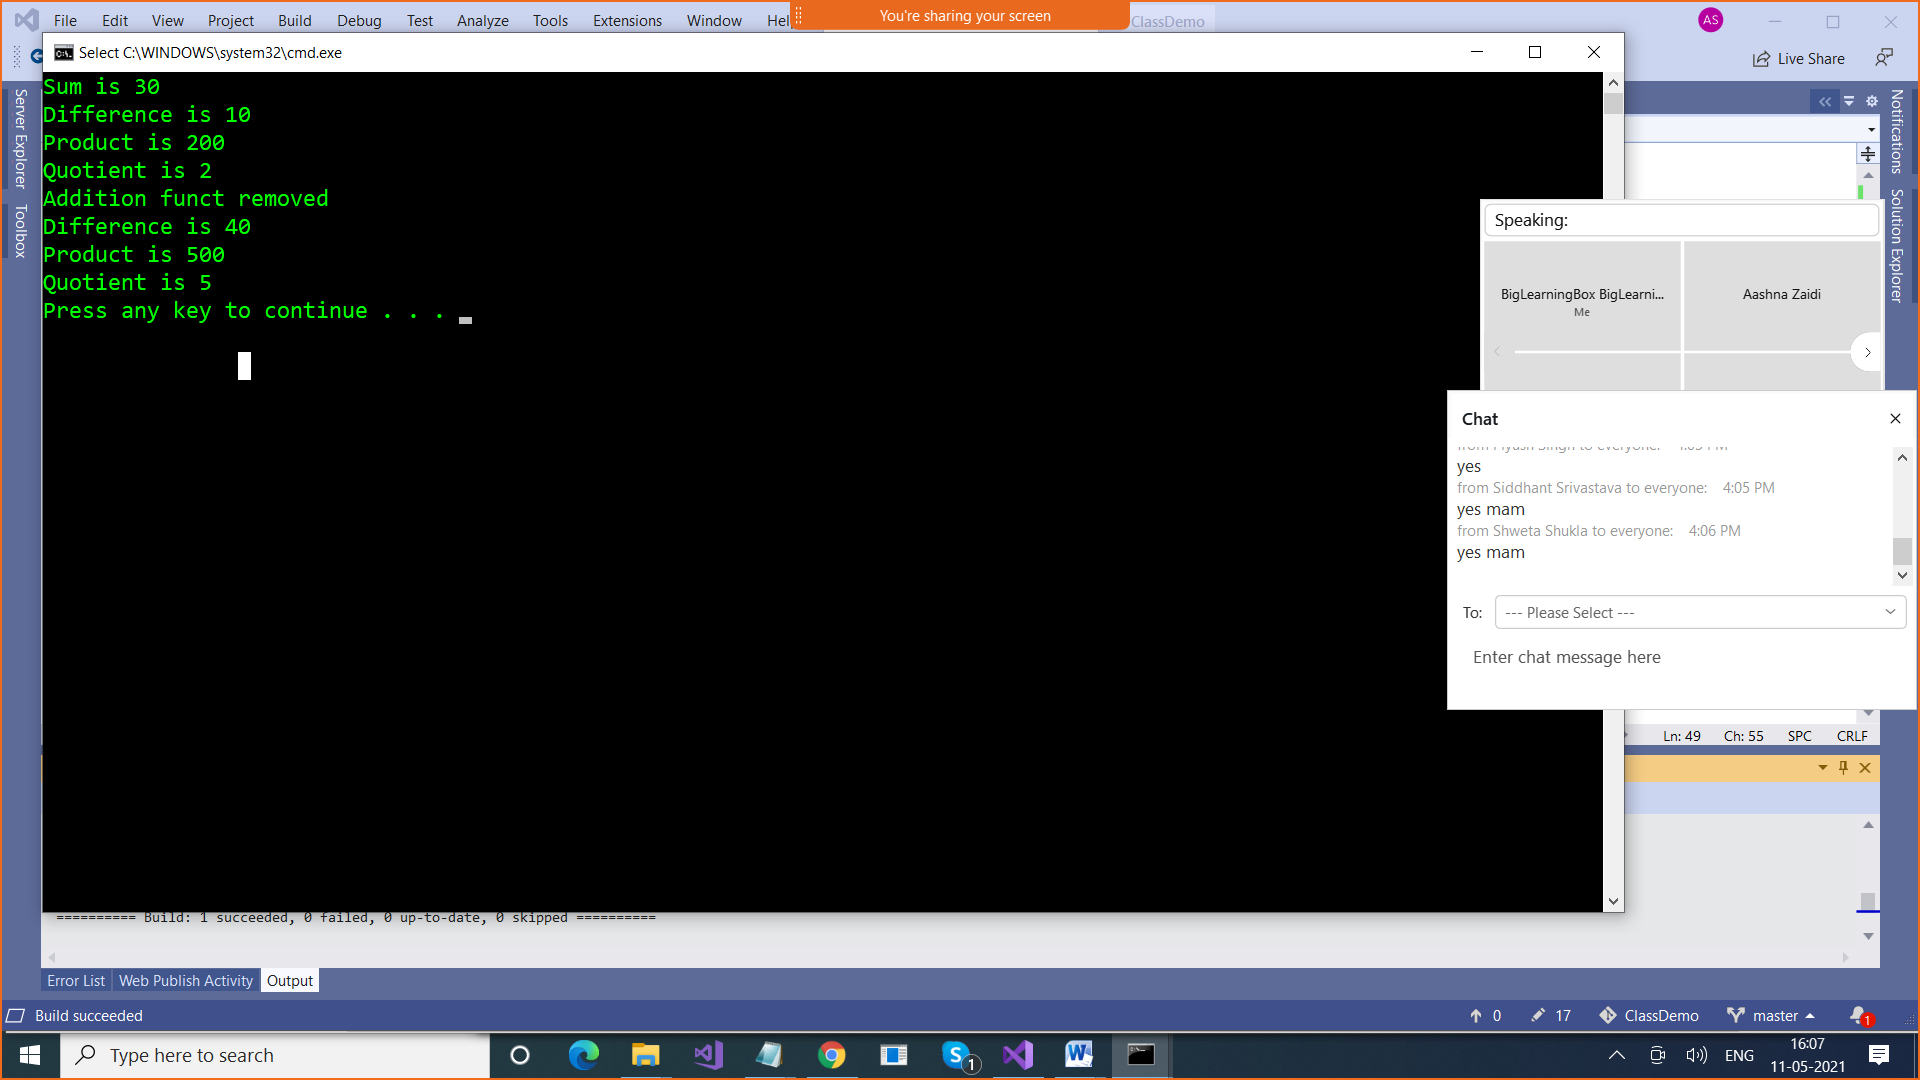 File Edit View Project Build Debug Test Analyze Tools Extensions Window Hel
You're sharing your screen
ClassDemo
AS
Select C:\WINDOWS\system32\cmd.exe
Live Share
Sum is 30
Difference is 10
Product is 200
Quotient is 2
Addition funct removed
Difference is 40
Product is 500
Quotient is 5
Press any key to continue . . .
Server Explorer
Toolbox
Notifications
Solution Explorer
Speaking:
BigLearningBox BigLearni...
Me
Aashna Zaidi
Chat
yes
from Siddhant Srivastava to everyone: 4:05 PM
yes mam
from Shweta Shukla to everyone: 4:06 PM
yes mam
To: --- Please Select ---
Enter chat message here
Ln: 49 Ch: 55 SPC CRLF
========== Build: 1 succeeded, 0 failed, 0 up-to-date, 0 skipped ==========
Error List Web Publish Activity Output
Build succeeded
0 17 ClassDemo master 1
Type here to search
1
ENG
16:07
11-05-2021